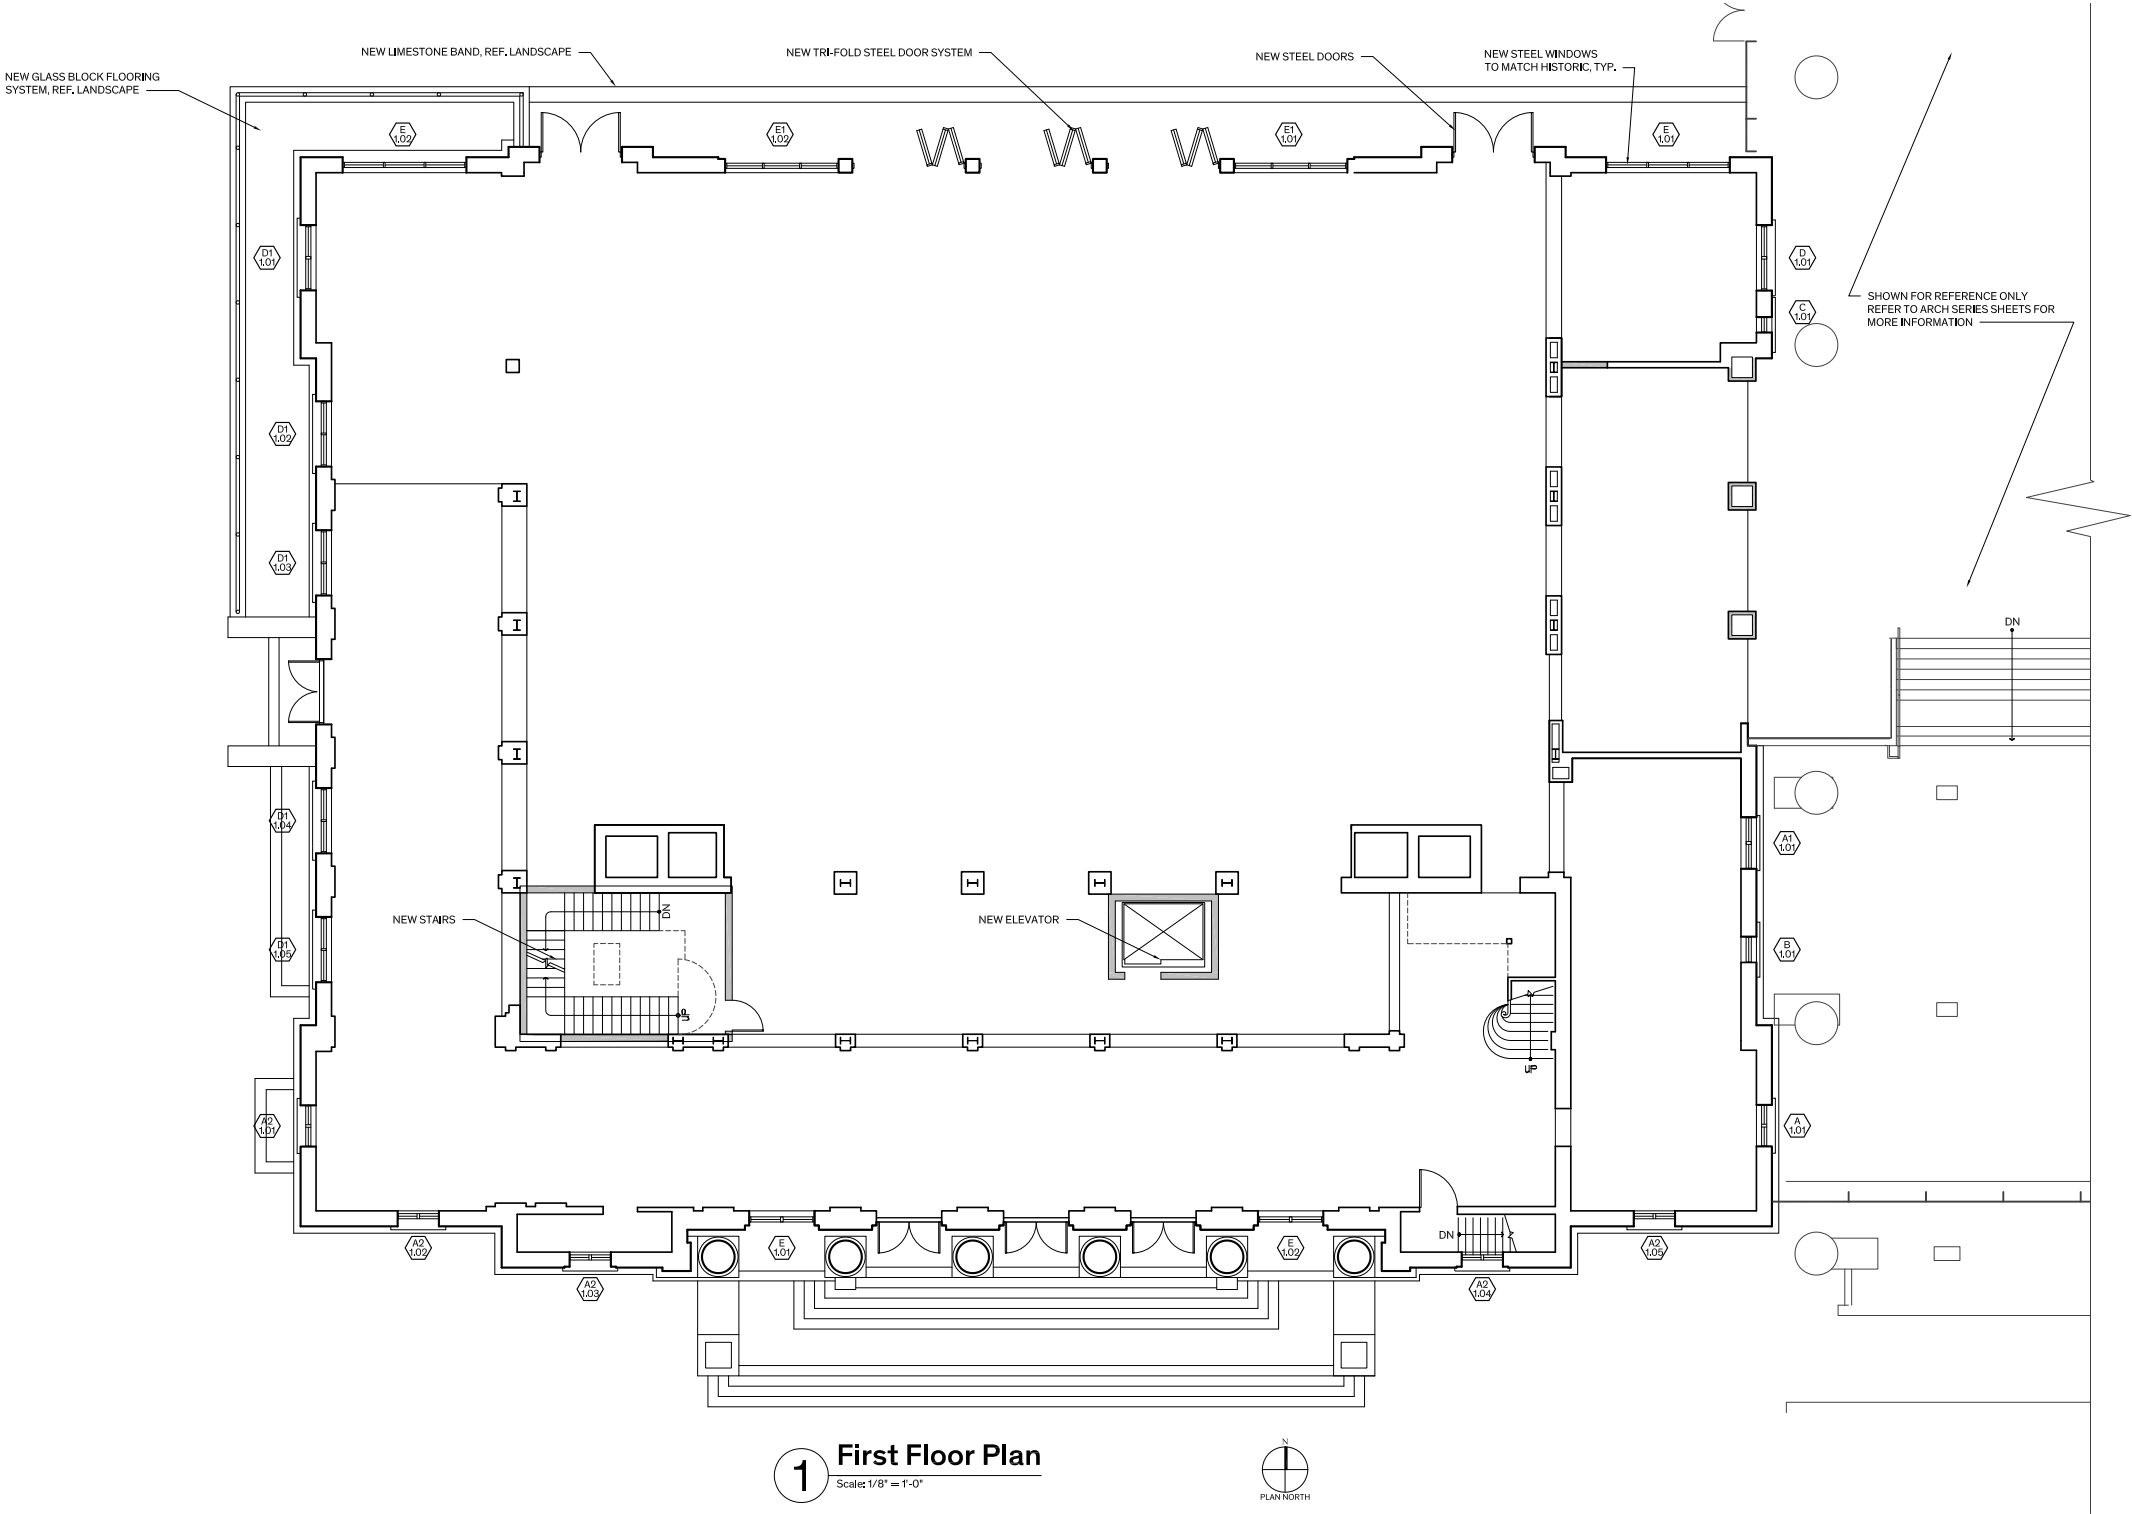 NEW LIMESTONE BAND, REF. LANDSCAPE
NEW TRI-FOLD STEEL DOOR SYSTEM
NEW STEEL DOORS
NEW STEEL WINDOWS
TO MATCH HISTORIC, TYP.
NEW GLASS BLOCK FLOORING
SYSTEM, REF. LANDSCAPE
E
1.02
E1
1.02
E1
1.01
E
1.01
D1
1.01
D
1.01
C
1.01
SHOWN FOR REFERENCE ONLY
REFER TO ARCH SERIES SHEETS FOR
MORE INFORMATION
D1
1.02
D1
1.03
DN
D1
1.04
A1
1.01
NEW STAIRS
DN
NEW ELEVATOR
D1
1.05
B
1.01
UP
UP
A2
1.01
A
1.01
A2
1.02
E
1.01
E
1.02
DN
A2
1.05
A2
1.03
A2
1.04
1
First Floor Plan
Scale: 1/8" = 1'-0"
N
PLAN NORTH